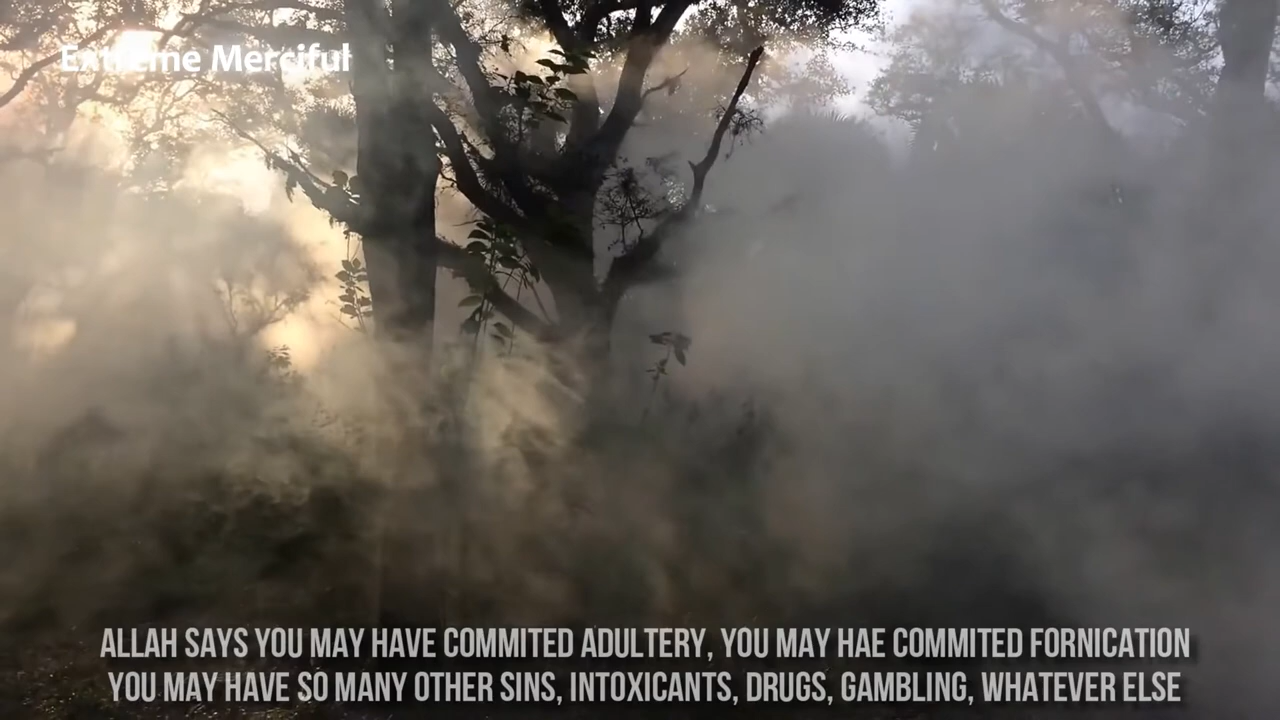 Extreme Merciful
ALLAH SAYS YOU MAY HAVE COMMITED ADULTERY, YOU MAY HAE COMMITED FORNICATION
YOU MAY HAVE SO MANY OTHER SINS, INTOXICANTS, DRUGS, GAMBLING, WHATEVER ELSE